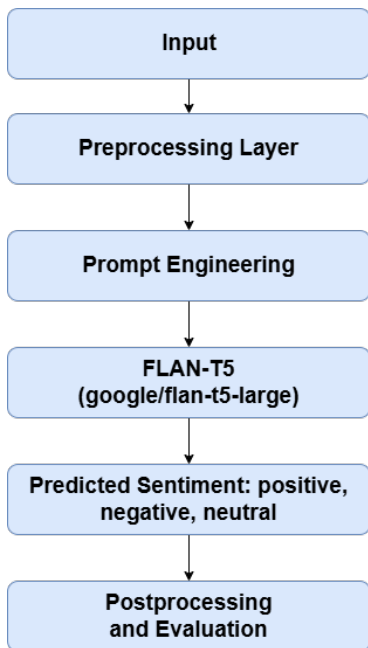 Input
Preprocessing Layer
Prompt Engineering
FLAN-T5
(google/flan-t5-large)
Predicted Sentiment: positive,
negative, neutral
Postprocessing
and Evaluation